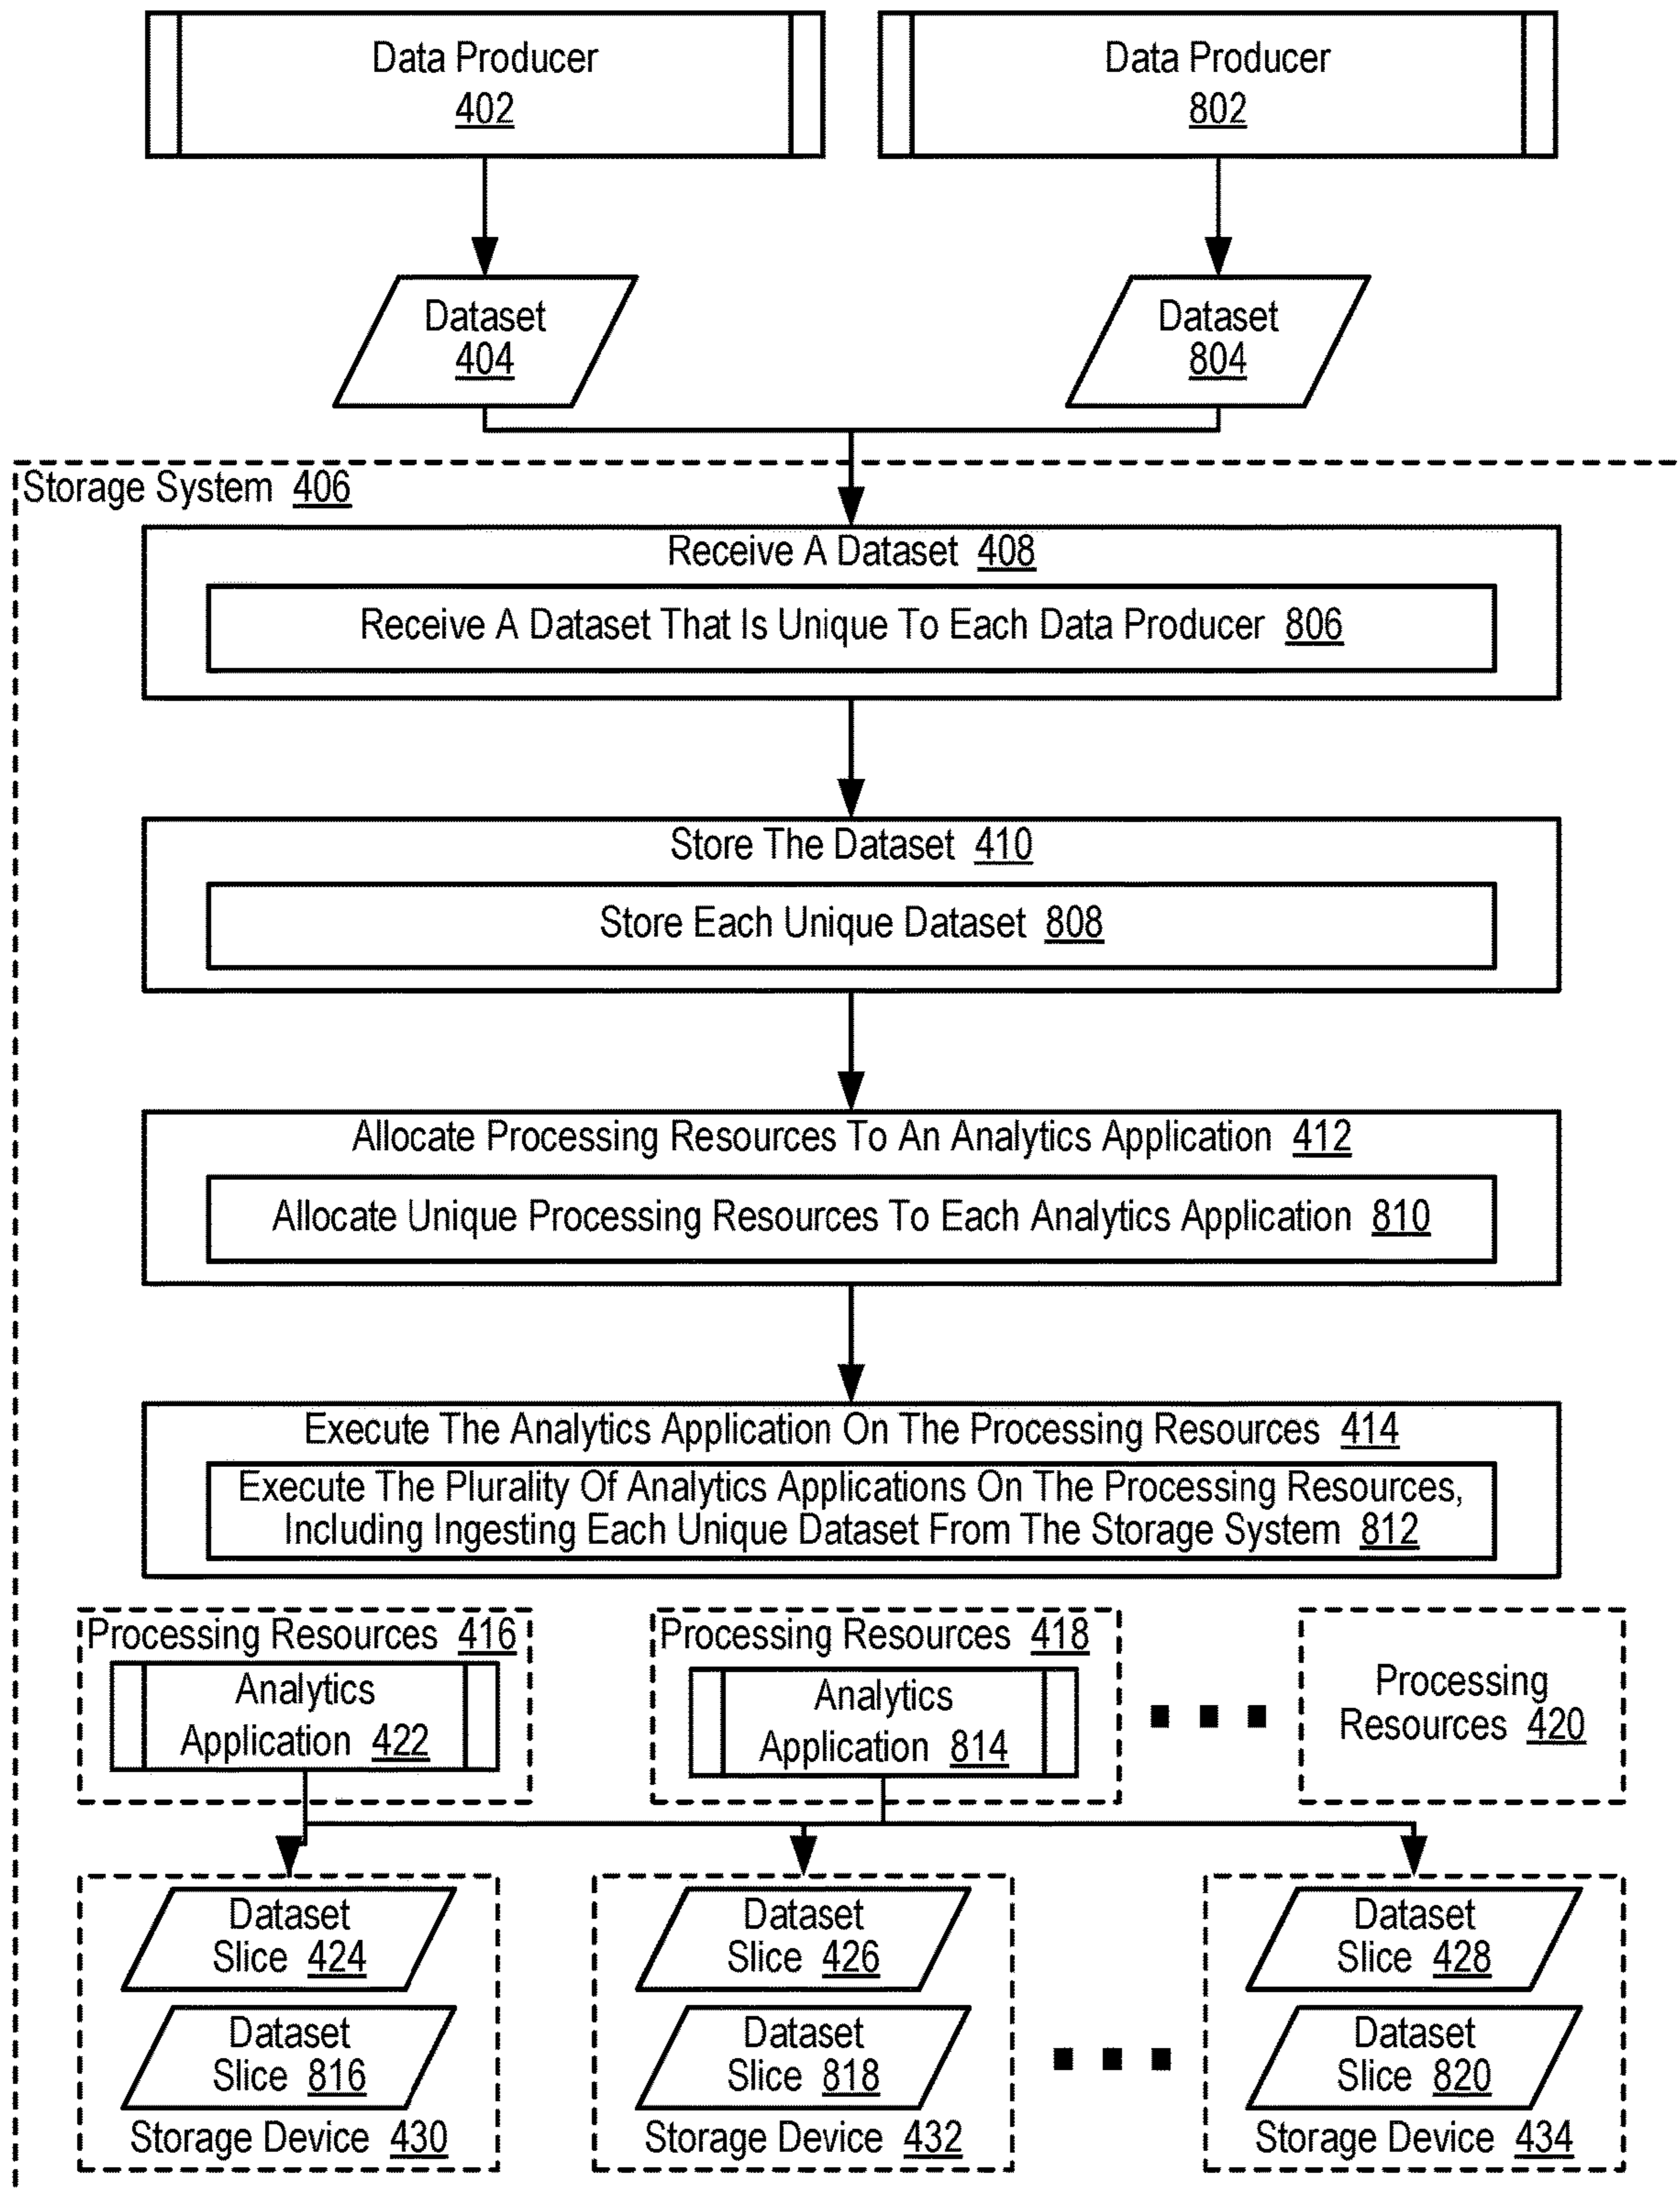 Data Producer
402
Data Producer
802
Dataset
404
Dataset
804
Storage System 406
Receive A Dataset 408
Receive A Dataset That Is Unique To Each Data Producer 806
Store The Dataset 410
Store Each Unique Dataset 808
Allocate Processing Resources To An Analytics Application 412
Allocate Unique Processing Resources To Each Analytics Application 810
Execute The Analytics Application On The Processing Resources 414
Execute The Plurality Of Analytics Applications On The Processing Resources,
Including Ingesting Each Unique Dataset From The Storage System 812
Processing Resources 416
Analytics
Application 422
Processing Resources 418
Analytics
Application 814
Processing
Resources 420
Dataset
Slice 424
Dataset
Slice 816
Storage Device 430
Dataset
Slice 426
Dataset
Slice 818
Storage Device 432
Dataset
Slice 428
Dataset
Slice 820
Storage Device 434